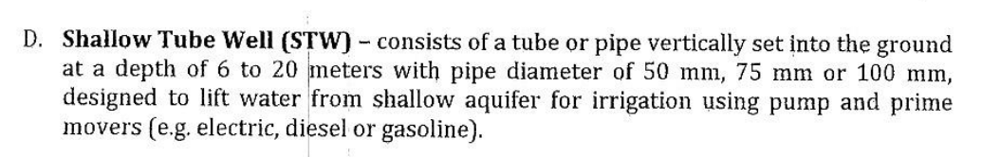 D. Shallow Tube Well (STW) – consists of a tube or pipe vertically set into the ground
at a depth of 6 to 20 meters with pipe diameter of 50 mm, 75 mm or 100 mm,
designed to lift water from shallow aquifer for irrigation using pump and prime
movers (e.g. electric, diesel or gasoline).